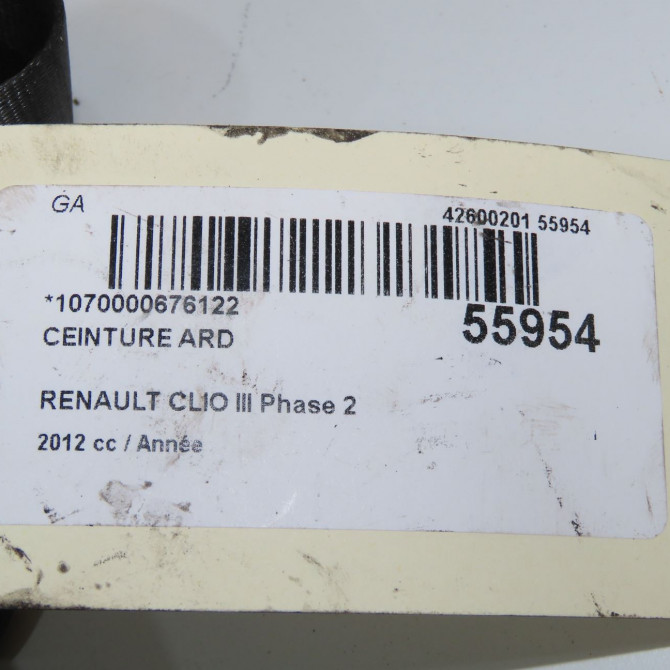 GA
42600201 55954
*1070000676122
55954
CEINTURE ARD
RENAULT CLIO III Phase 2
2012 cc / Année